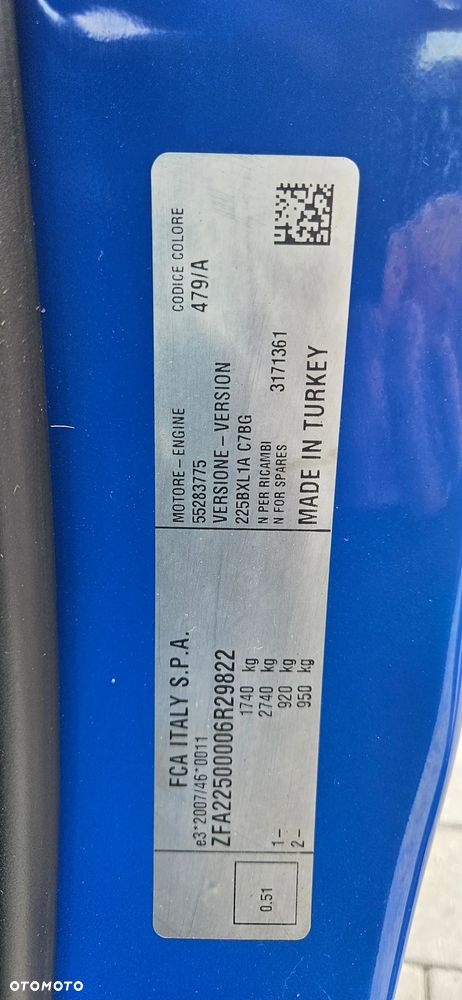 FCA ITALY S.P.A.
e3*2007/46*0011
ZFA22500006R29822
1740 kg
2740 kg
1– 920 kg
2– 950 kg
0.51
MOTORE–ENGINE CODICE COLORE
55283775 479/A
VERSIONE–VERSION
225BXL1A C7BG
N PER RICAMBI
N FOR SPARES 3171361
MADE IN TURKEY
OTOMOTO
OTOMOTO